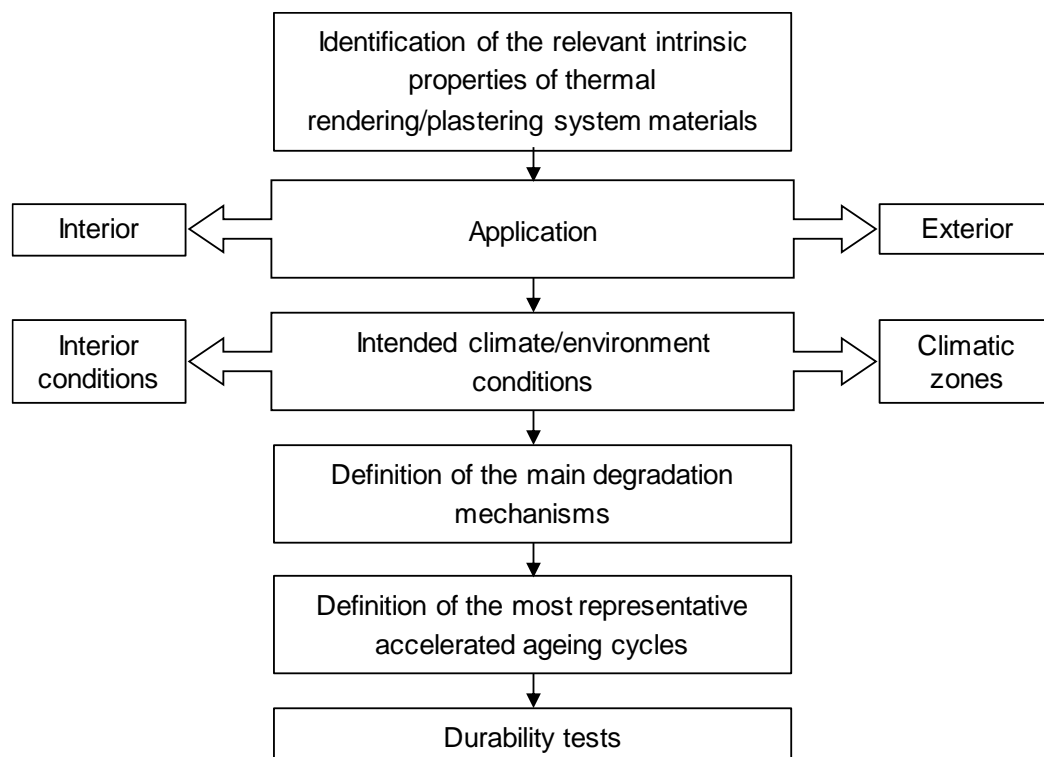 Identification of the relevant intrinsic
properties of thermal
rendering/plastering system materials
Interior
Application
Exterior
Interior
conditions
Intended climate/environment
conditions
Climatic
zones
Definition of the main degradation
mechanisms
Definition of the most representative
accelerated ageing cycles
Durability tests